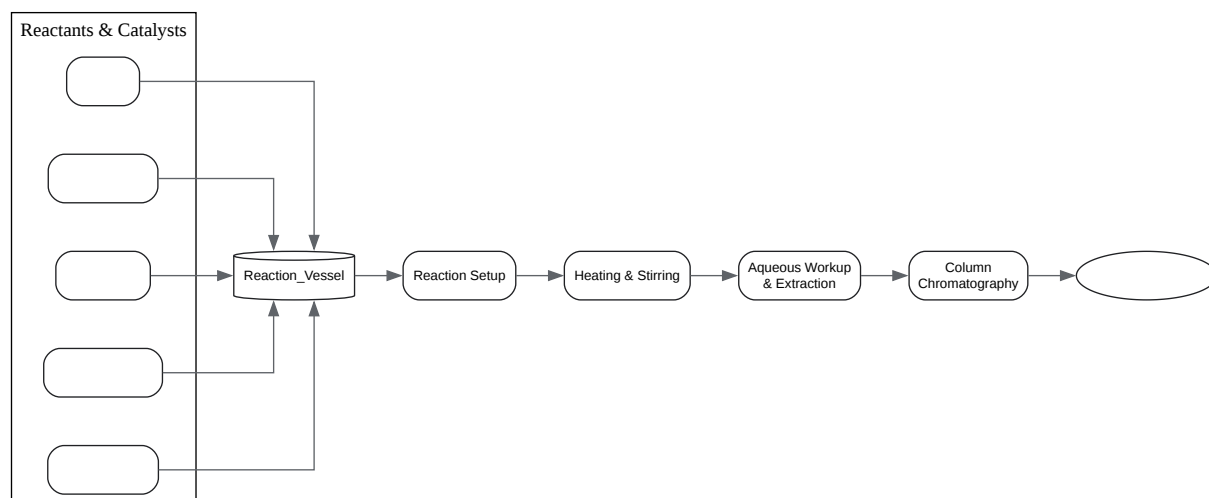 Reactants & Catalysts
Reaction_Vessel
Reaction Setup
Heating & Stirring
Aqueous Workup
& Extraction
Column
Chromatography